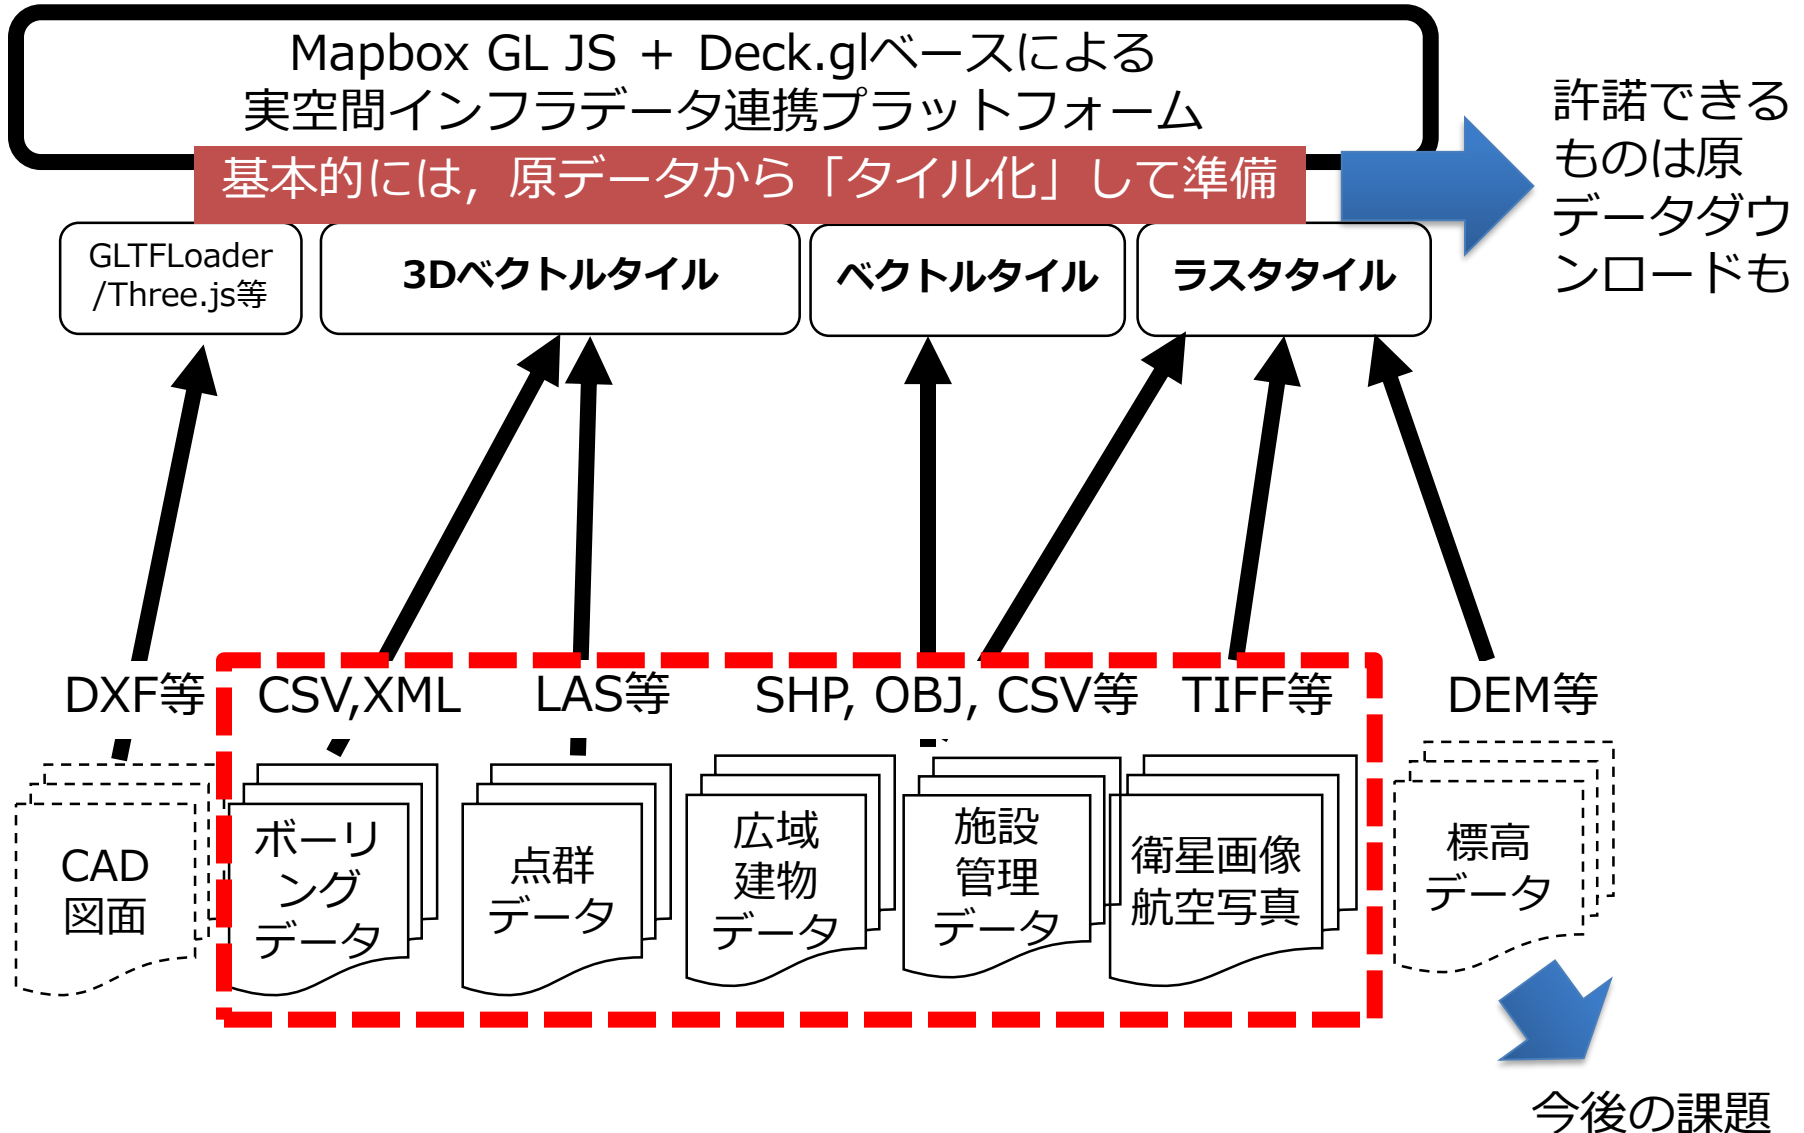 Mapbox GL JS + Deck.glベースによる
実空間インフラデータ連携プラットフォーム
基本的には，原データから「タイル化」して準備
許諾できる
ものは原
データダウ
ンロードも
GLTFLoader
/Three.js等
3Dベクトルタイル
ベクトルタイル
ラスタタイル
DXF等
CSV,XML
LAS等
SHP, OBJ, CSV等
TIFF等
DEM等
CAD
図面
ボーリ
ング
データ
点群
データ
広域
建物
データ
施設
管理
データ
衛星画像
航空写真
標高
データ
今後の課題